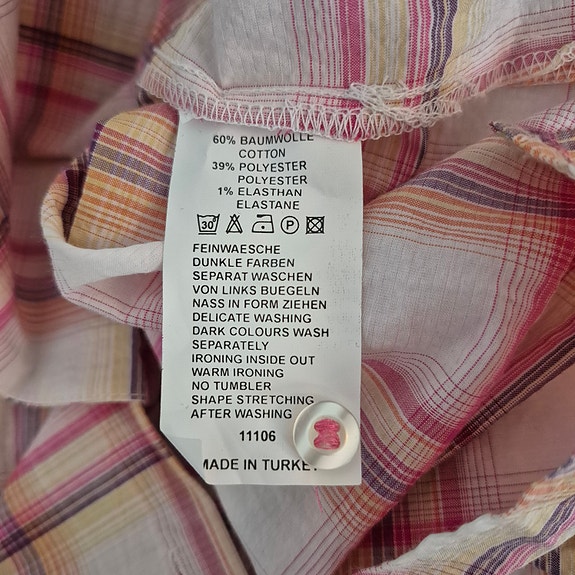 60% BAUMWOLLE
COTTON
39% POLYESTER
POLYESTER
1% ELASTHAN
ELASTANE
30 P
FEINWAESCHE
DUNKLE FARBEN
SEPARAT WASCHEN
VON LINKS BUEGELN
NASS IN FORM ZIEHEN
DELICATE WASHING
DARK COLOURS WASH
SEPARATELY
IRONING INSIDE OUT
WARM IRONING
NO TUMBLER
SHAPE STRETCHING
AFTER WASHING
11106
MADE IN TURKEY